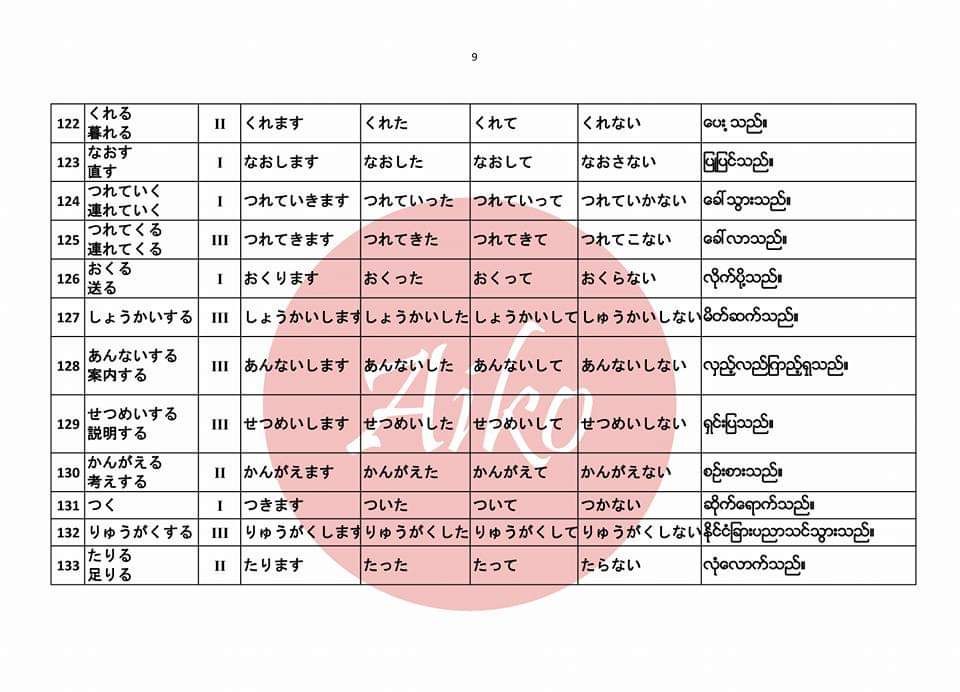 9
122 くれる 暮れる II くれます くれた くれて くれない ပေး့ သည်။
123 なおす 直す I なおします なおした なおして なおさない ပြုပြင်သည်။
124 つれていく 連れていく I つれていきます つれていった つれていって つれていかない ခေါ်သွားသည်။
125 つれてくる 連れてくる III つれてきます つれてきた つれてきて つれてこない ခေါ်လာသည်။
126 おくる 送る I おくります おくった おくって おくらない လိုက်ပို့သည်။
127 しょうかいする III しょうかいします しょうかいした しょうかいして しゅうかいしない မိတ်ဆက်သည်။
128 あんないする 案内する III あんないします あんないした あんないして あんないしない လှည့်လည်ကြည့်ရှုသည်။
129 せつめいする 説明する III せつめいします せつめいした せつめいして せつめいしない ရှင်းပြသည်။
130 かんがえる 考えする II かんがえます かんがえた かんがえて かんがえない စဉ်းစားသည်။
131 つく I つきます ついた ついて つかない ဆိုက်ရောက်သည်။
132 りゅうがくする III りゅうがくします りゅうがくした りゅうがくして りゅうがくしない နိုင်ငံခြားပညာသင်သွားသည်။
133 たりる 足りる II たります たった たって たらない လုံလောက်သည်။
Aiko